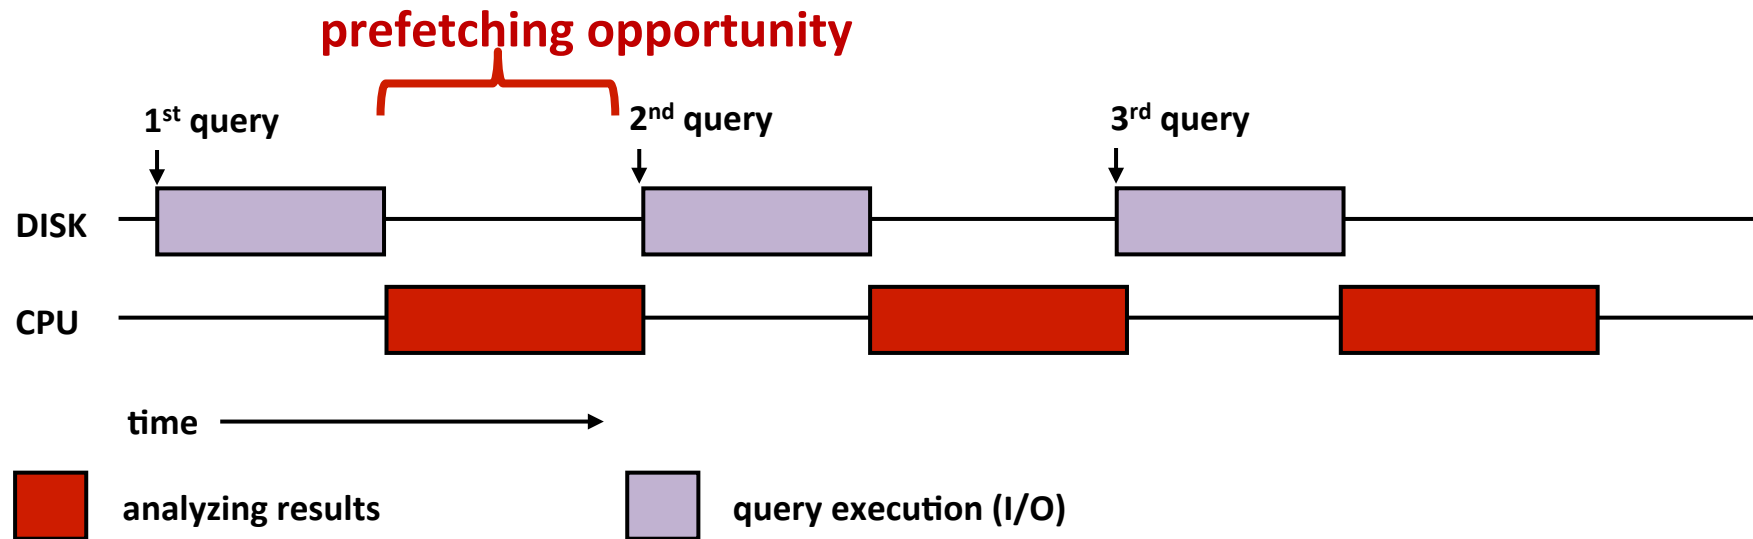 prefetching opportunity
1st query
2nd query
3rd query
DISK
CPU
time
analyzing results
query execution (I/O)